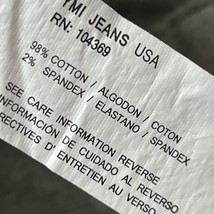 YMI JEANS USA
RN: 104369
98% COTTON / ALGODON / COTON
2% SPANDEX / ELASTANO / SPANDEX
SEE CARE INFORMATION REVERSE
INFORMACIÓN DE CUIDADO AL REVERSO
DIRECTIVES D'ENTRETIEN AU VERSO